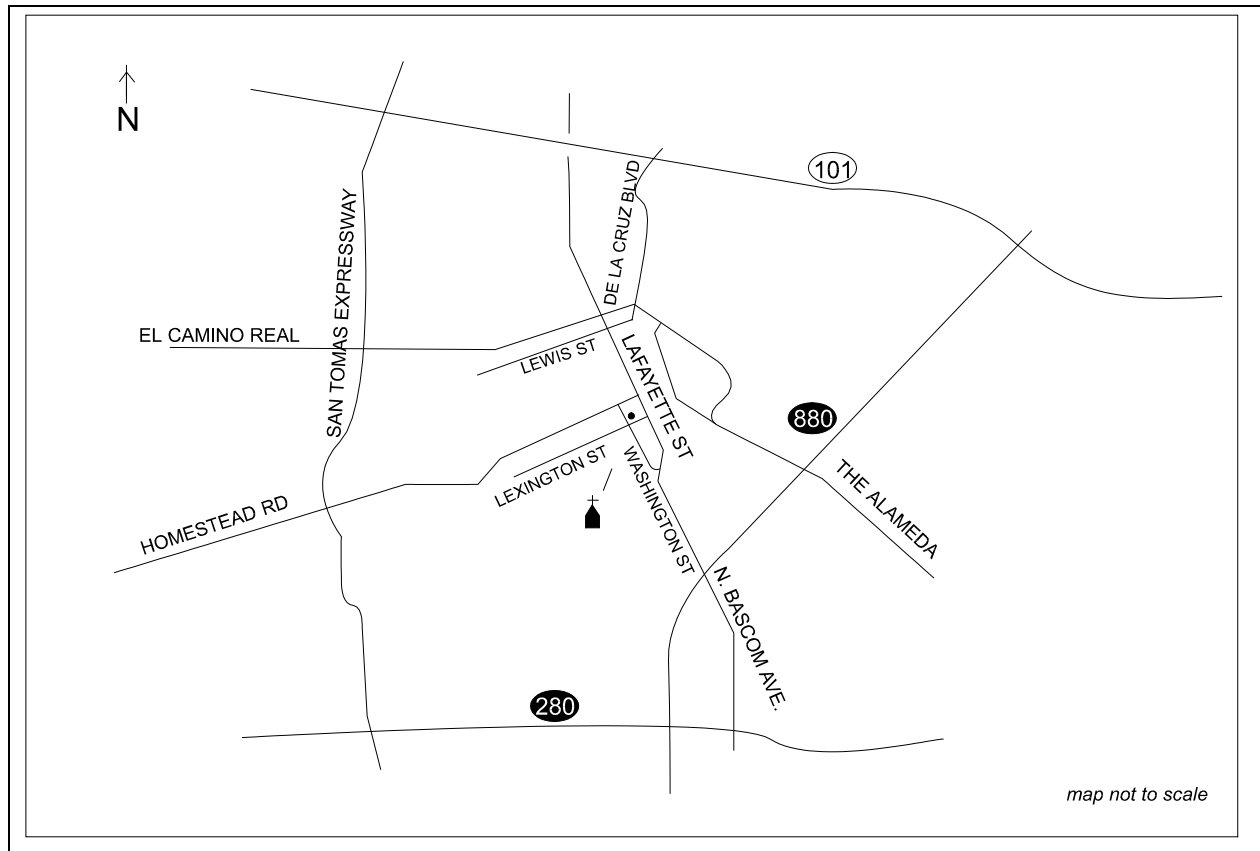 N
101
DE LA CRUZ BLVD
SAN TOMAS EXPRESSWAY
EL CAMINO REAL
LEWIS ST
LAFAYETTE ST
880
LEXINGTON ST
WASHINGTON ST
THE ALAMEDA
HOMESTEAD RD
N. BASCOM AVE.
280
map not to scale